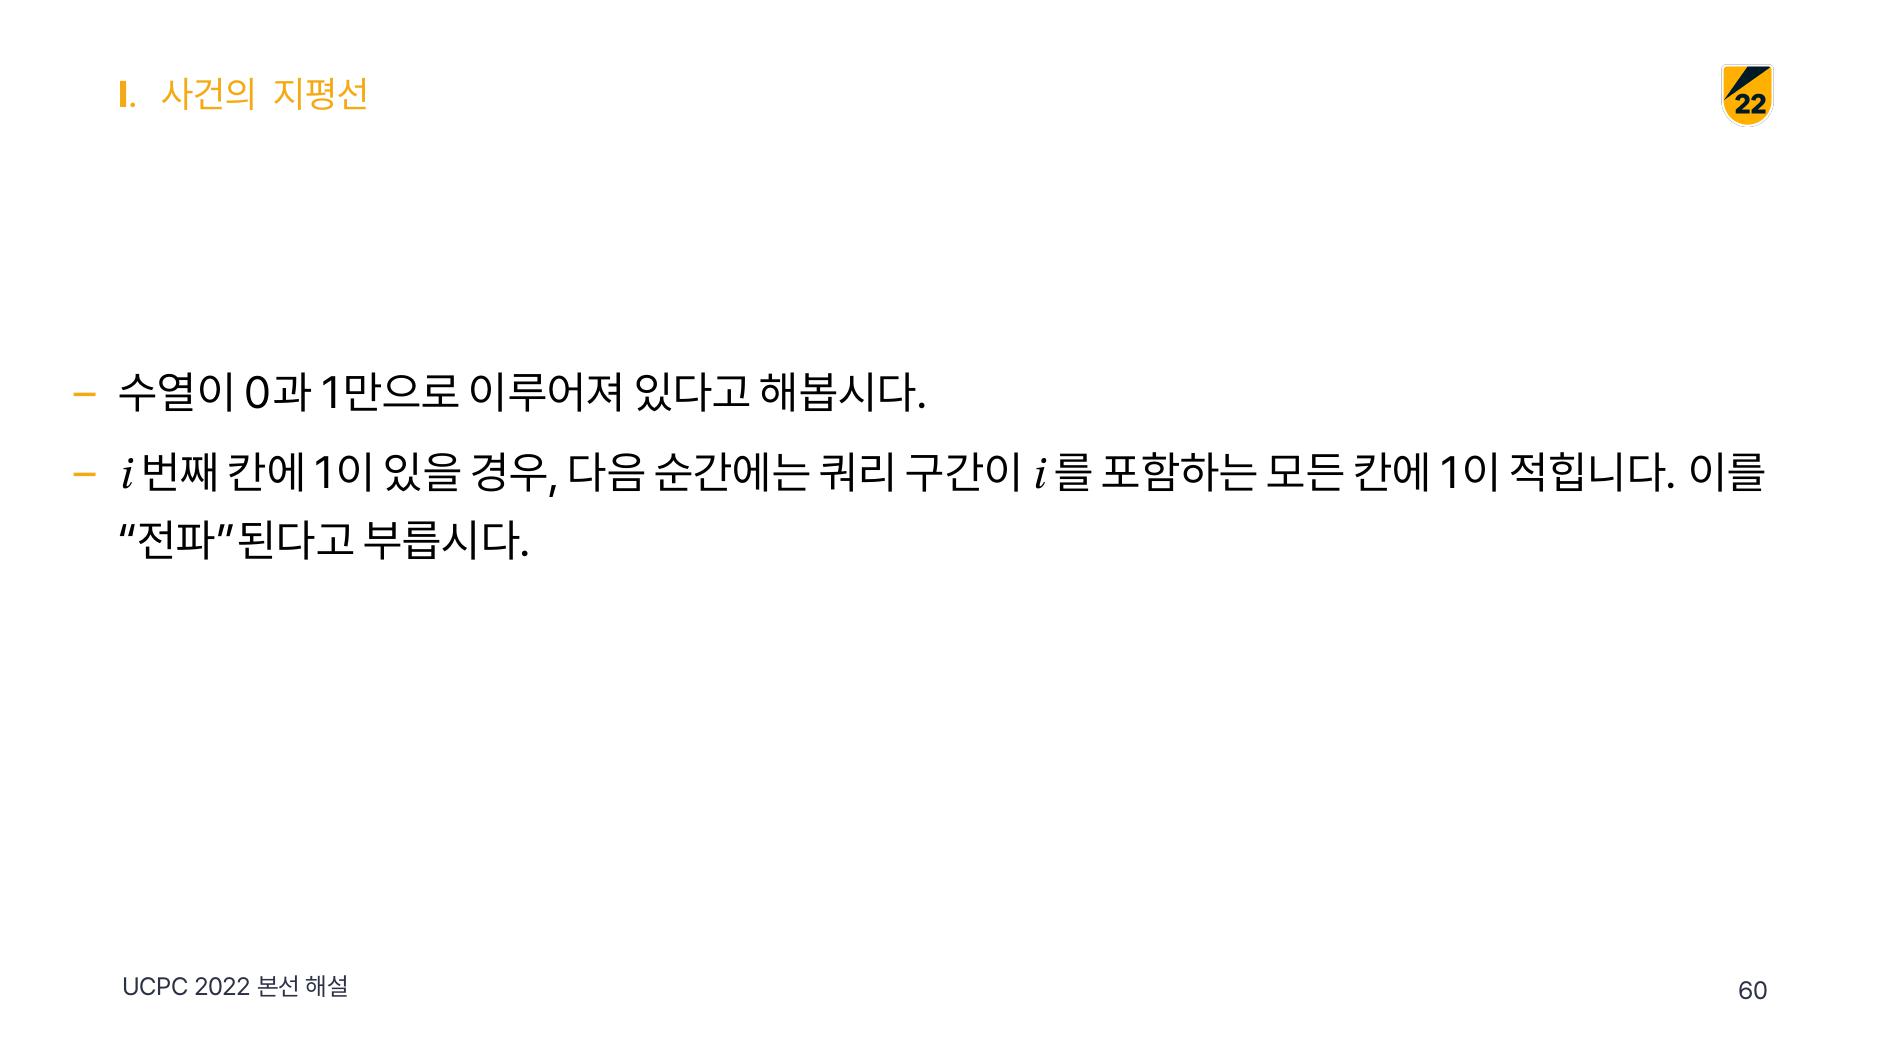 I. 사건의 지평선
22
– 수열이 0과 1만으로 이루어져 있다고 해봅시다.
– i번째 칸에 1이 있을 경우, 다음 순간에는 쿼리 구간이 i를 포함하는 모든 칸에 1이 적힙니다. 이를
“전파”된다고 부릅시다.
UCPC 2022 본선 해설
60